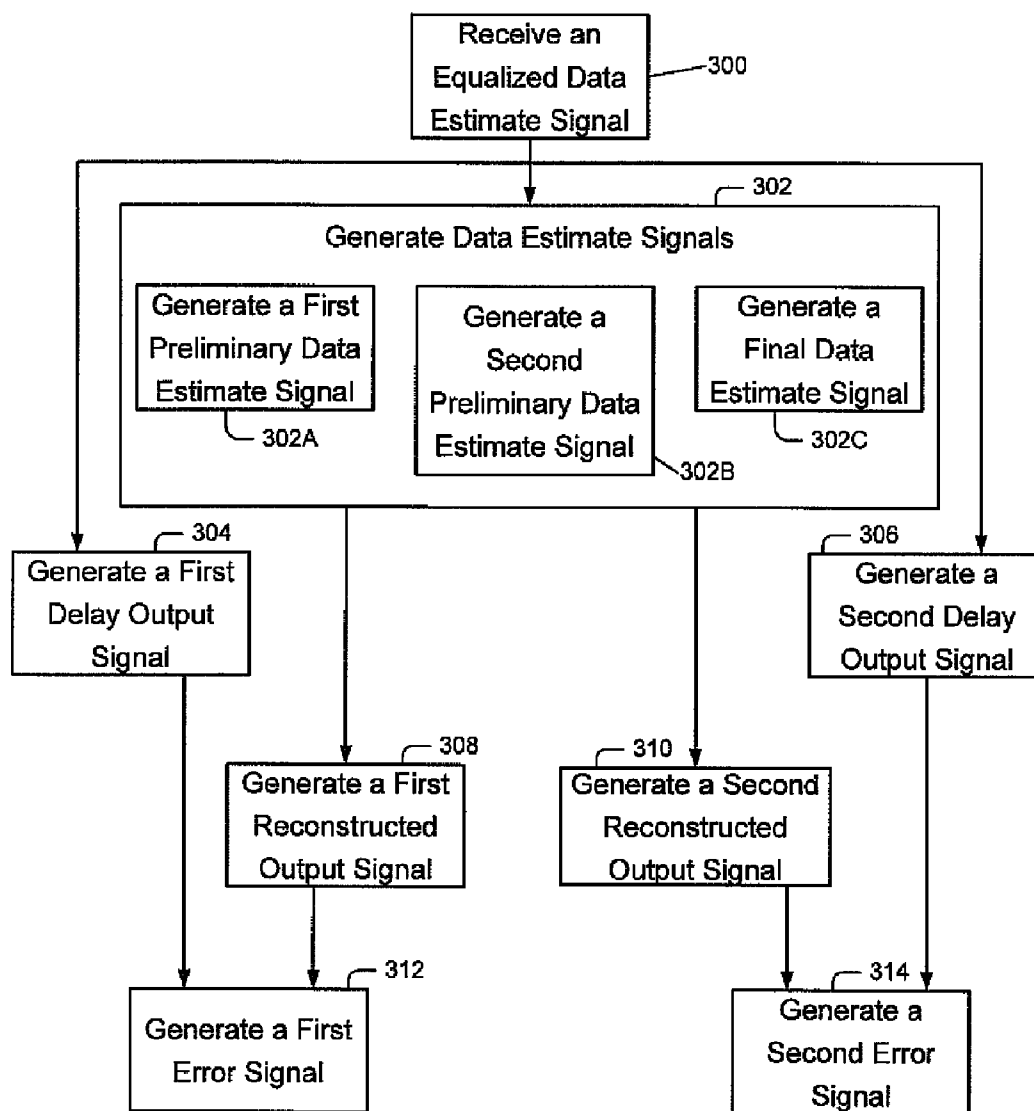 Receive an
Equalized Data
Estimate Signal
300
302
Generate Data Estimate Signals
Generate a First
Preliminary Data
Estimate Signal
302A
Generate a
Second
Preliminary Data
Estimate Signal
302B
Generate a
Final Data
Estimate Signal
302C
304
Generate a First
Delay Output
Signal
306
Generate a
Second Delay
Output Signal
308
Generate a First
Reconstructed
Output Signal
310
Generate a Second
Reconstructed
Output Signal
312
Generate a First
Error Signal
314
Generate a
Second Error
Signal